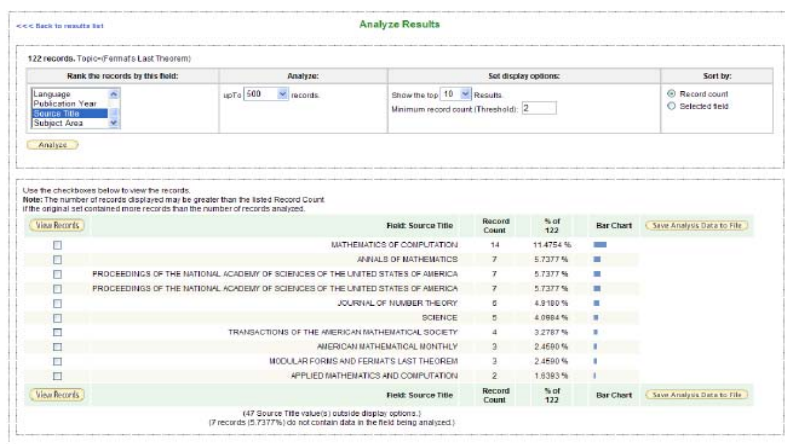 <<< Back to results list
Analyze Results
122 records. Topic=(Fermat's Last Theorem)
Rank the records by this field: Analyze: Set display options: Sort by:
Language
Publication Year
Source Title
Subject Area
upTo 500 records.
Show the top 10 Results.
Minimum record count (Threshold): 2
Record count
Selected field
Analyze
Use the checkboxes below to view the records.
Note: The number of records displayed may be greater than the listed Record Count
if the original set contained more records than the number of records analyzed.
View Records Field: Source Title Record Count % of 122 Bar Chart Save Analysis Data to File
MATHEMATICS OF COMPUTATION 14 11.4754 %
ANNALS OF MATHEMATICS 7 5.7377 %
PROCEEDINGS OF THE NATIONAL ACADEMY OF SCIENCES OF THE UNITED STATES OF AMERICA 7 5.7377 %
PROCEEDINGS OF THE NATIONAL ACADEMY OF SCIENCES OF THE UNITED STATES OF AMERICA 7 5.7377 %
JOURNAL OF NUMBER THEORY 6 4.9180 %
SCIENCE 5 4.0984 %
TRANSACTIONS OF THE AMERICAN MATHEMATICAL SOCIETY 4 3.2787 %
AMERICAN MATHEMATICAL MONTHLY 3 2.4590 %
MODULAR FORMS AND FERMAT'S LAST THEOREM 3 2.4590 %
APPLIED MATHEMATICS AND COMPUTATION 2 1.6393 %
View Records Field: Source Title Record Count % of 122 Bar Chart Save Analysis Data to File
(47 Source Title value(s) outside display options.)
(7 records (5.7377%) do not contain data in the field being analyzed.)